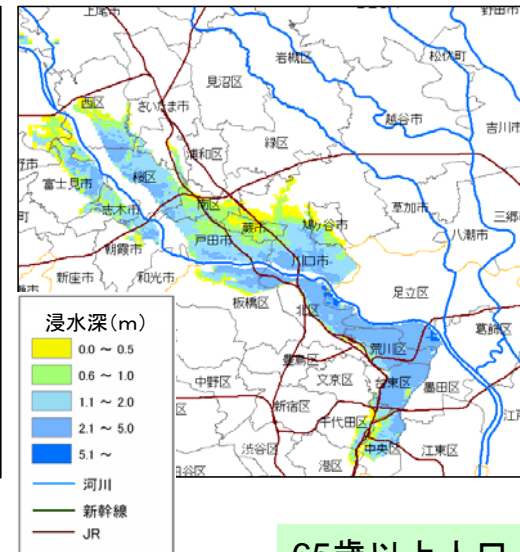 上尾市
野田市
岩槻区
松伏町
見沼区
西区
さいたま市
越谷市
吉川市
緑区
浦和区
桜区
富士見市
南区
草加市
三郷
志木市
蕨市
鳩ヶ谷市
戸田市
八潮市
朝霞市
川口市
新座市
和光市
足立区
板橋区
北区
葛飾区
荒川区
豊島区
文京区
台東区
墨田区
中野区
新宿区
千代田区
江戸
渋谷区
中央区
江東区
港区
浸水深(m)
0.0 ～ 0.5
0.6 ～ 1.0
1.1 ～ 2.0
2.1 ～ 5.0
5.1 ～
河川
新幹線
JR
65歳以上人口